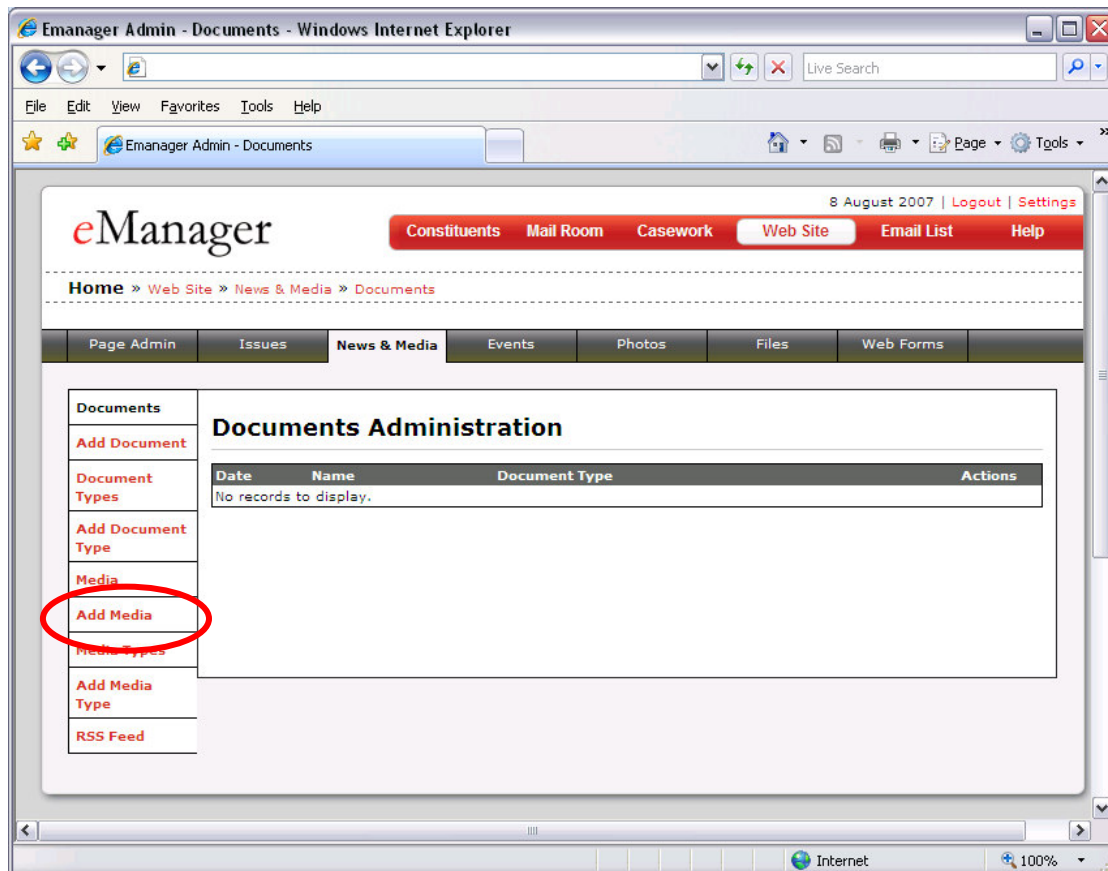 Emanager Admin - Documents - Windows Internet Explorer
Live Search
File Edit View Favorites Tools Help
Emanager Admin - Documents
Page Tools
8 August 2007 | Logout | Settings
eManager
Constituents Mail Room Casework Web Site Email List Help
Home » Web Site » News & Media » Documents
Page Admin Issues News & Media Events Photos Files Web Forms
Documents
Add Document
Document
Types
Add Document
Type
Media
Add Media
Media Types
Add Media
Type
RSS Feed
Documents Administration
Date Name Document Type Actions
No records to display.
Internet 100%